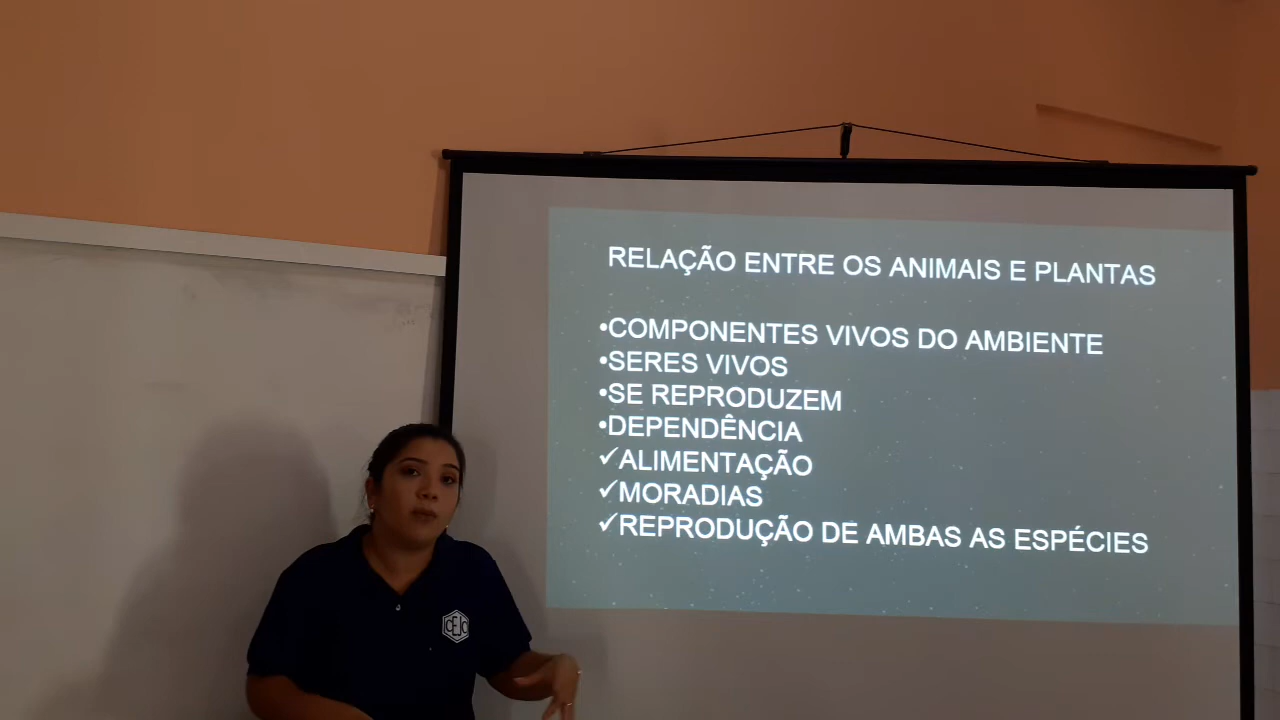 RELAÇÃO ENTRE OS ANIMAIS E PLANTAS
•COMPONENTES VIVOS DO AMBIENTE
•SERES VIVOS
•SE REPRODUZEM
•DEPENDÊNCIA
✓ALIMENTAÇÃO
✓MORADIAS
✓REPRODUÇÃO DE AMBAS AS ESPÉCIES
CEJC